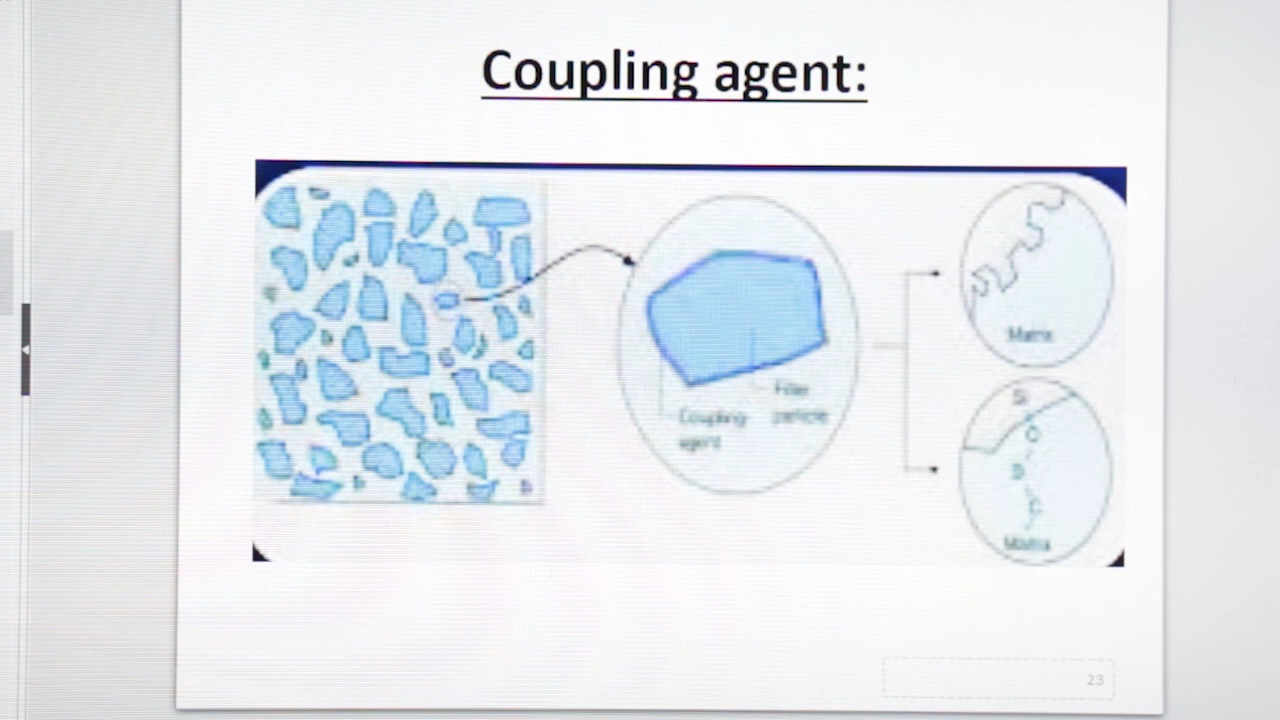 Coupling agent:
Matrix
Filler
Coupling particle
agent
Si
O
Si
C
Matrix
23